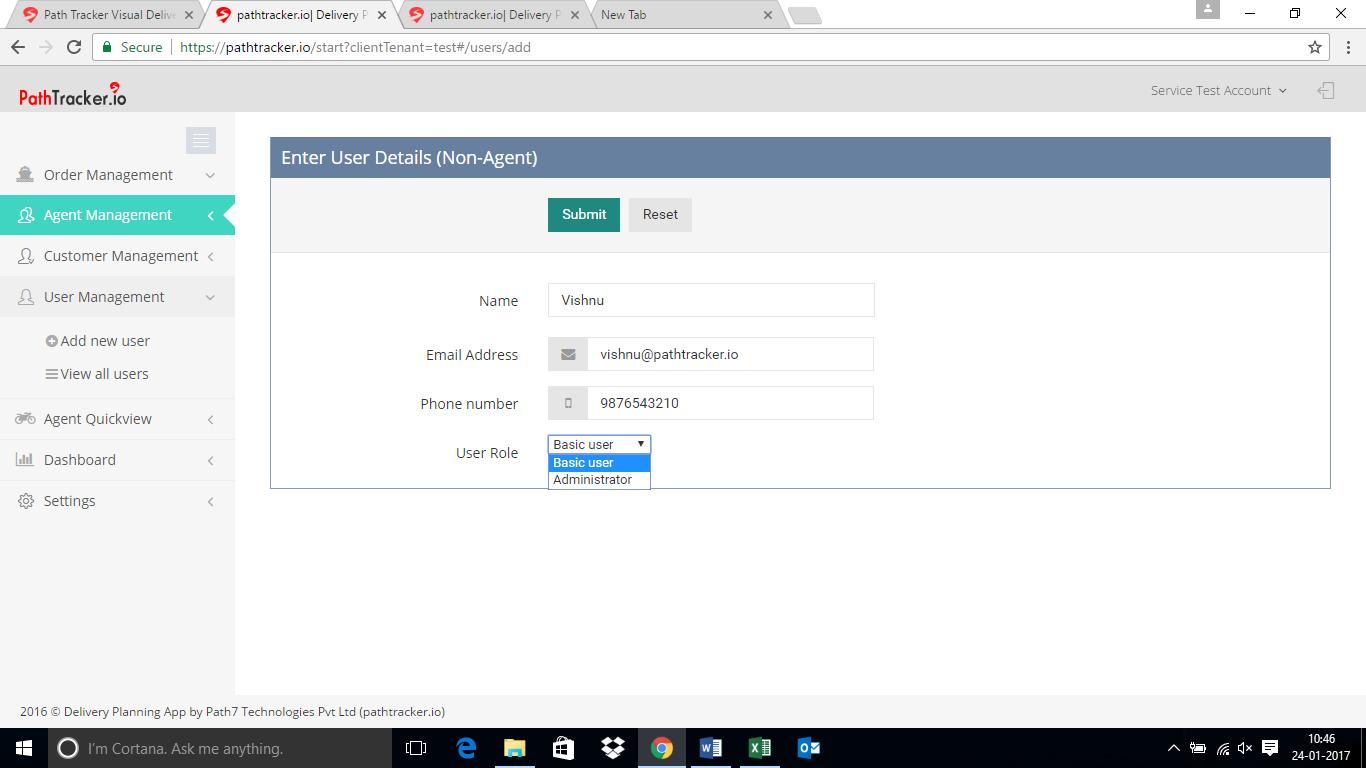 Path Tracker Visual Delive
pathtracker.io| Delivery P
pathtracker.io| Delivery P
New Tab
Secure
https://pathtracker.io/start?clientTenant=test#/users/add
PathTracker.io
Service Test Account
Order Management
Agent Management
Customer Management
User Management
Add new user
View all users
Agent Quickview
Dashboard
Settings
Enter User Details (Non-Agent)
Submit
Reset
Name
Vishnu
Email Address
vishnu@pathtracker.io
Phone number
9876543210
User Role
Basic user
Basic user
Administrator
2016 © Delivery Planning App by Path7 Technologies Pvt Ltd (pathtracker.io)
I'm Cortana. Ask me anything.
10:46
24-01-2017